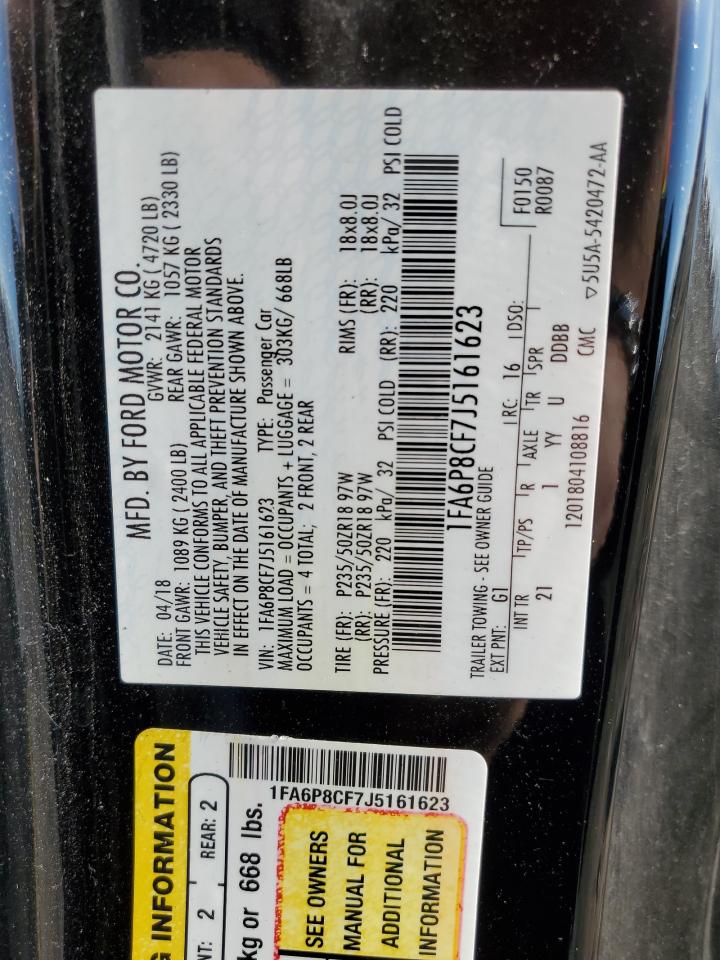 MFD. BY FORD MOTOR CO.
DATE: 04/18 GVWR: 2141 KG ( 4720 LB)
FRONT GAWR: 1089 KG ( 2400 LB) REAR GAWR: 1057 KG ( 2330 LB)
THIS VEHICLE CONFORMS TO ALL APPLICABLE FEDERAL MOTOR
VEHICLE SAFETY, BUMPER, AND THEFT PREVENTION STANDARDS
IN EFFECT ON THE DATE OF MANUFACTURE SHOWN ABOVE.
VIN: 1FA6P8CF7J5161623 TYPE: Passenger Car
MAXIMUM LOAD = OCCUPANTS + LUGGAGE = 303KG/ 668LB
OCCUPANTS = 4 TOTAL; 2 FRONT, 2 REAR
TIRE (FR): P235/50ZR18 97W RIMS (FR): 18x8.0J
(RR): P235/50ZR18 97W (RR): 18x8.0J
PRESSURE (FR): 220 kPa/ 32 PSI COLD (RR): 220 kPa/ 32 PSI COLD
1FA6P8CF7J5161623
TRAILER TOWING - SEE OWNER GUIDE
EXT PNT: G1 RC: 16 DSO: F0150
R0087
INT TR TP/PS R AXLE TR SPR
21 1 YY U DDBB
1201804108816 CMC ▽5U5A-5420472-AA
G INFORMATION
NT: 2 REAR: 2
kg or 668 lbs.
1FA6P8CF7J5161623
SEE OWNERS
MANUAL FOR
ADDITIONAL
INFORMATION